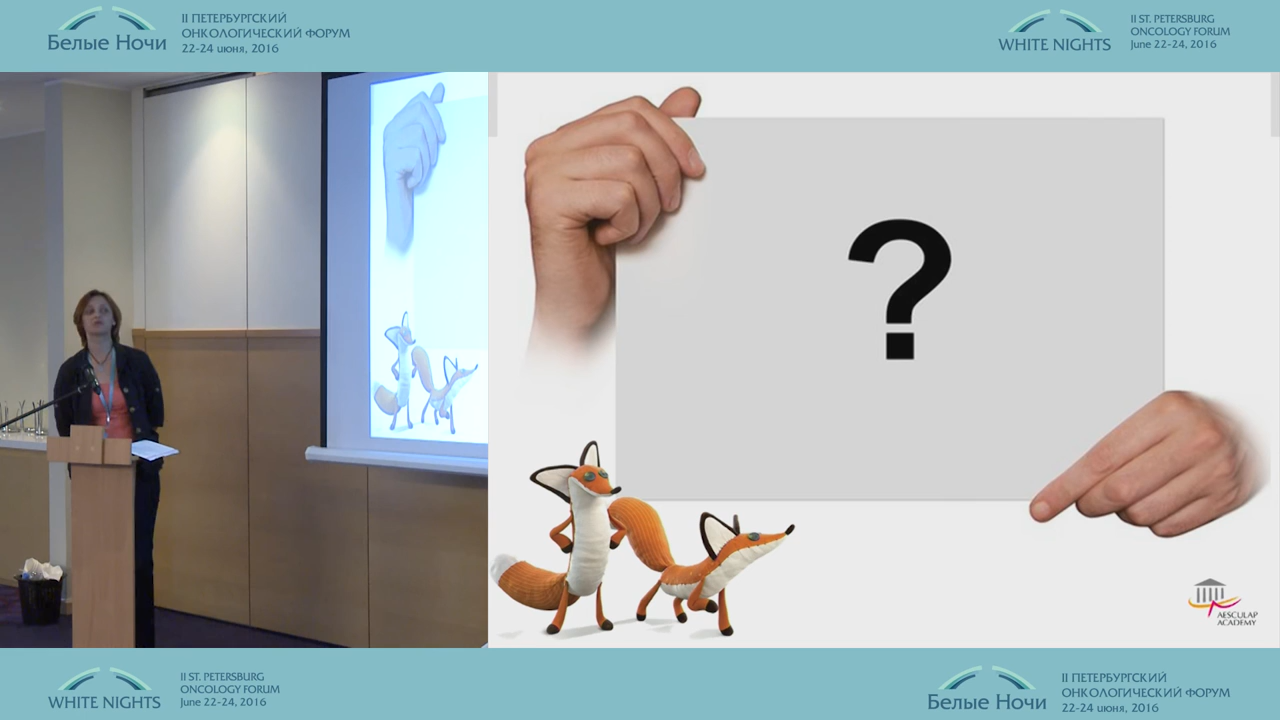 Белые Ночи
II ПЕТЕРБУРГСКИЙ
ОНКОЛОГИЧЕСКИЙ ФОРУМ
22-24 июня, 2016
WHITE NIGHTS
II ST. PETERSBURG
ONCOLOGY FORUM
June 22-24, 2016
?
AESCULAP
ACADEMY
WHITE NIGHTS
II ST. PETERSBURG
ONCOLOGY FORUM
June 22-24, 2016
Белые Ночи
II ПЕТЕРБУРГСКИЙ
ОНКОЛОГИЧЕСКИЙ ФОРУМ
22-24 июня, 2016